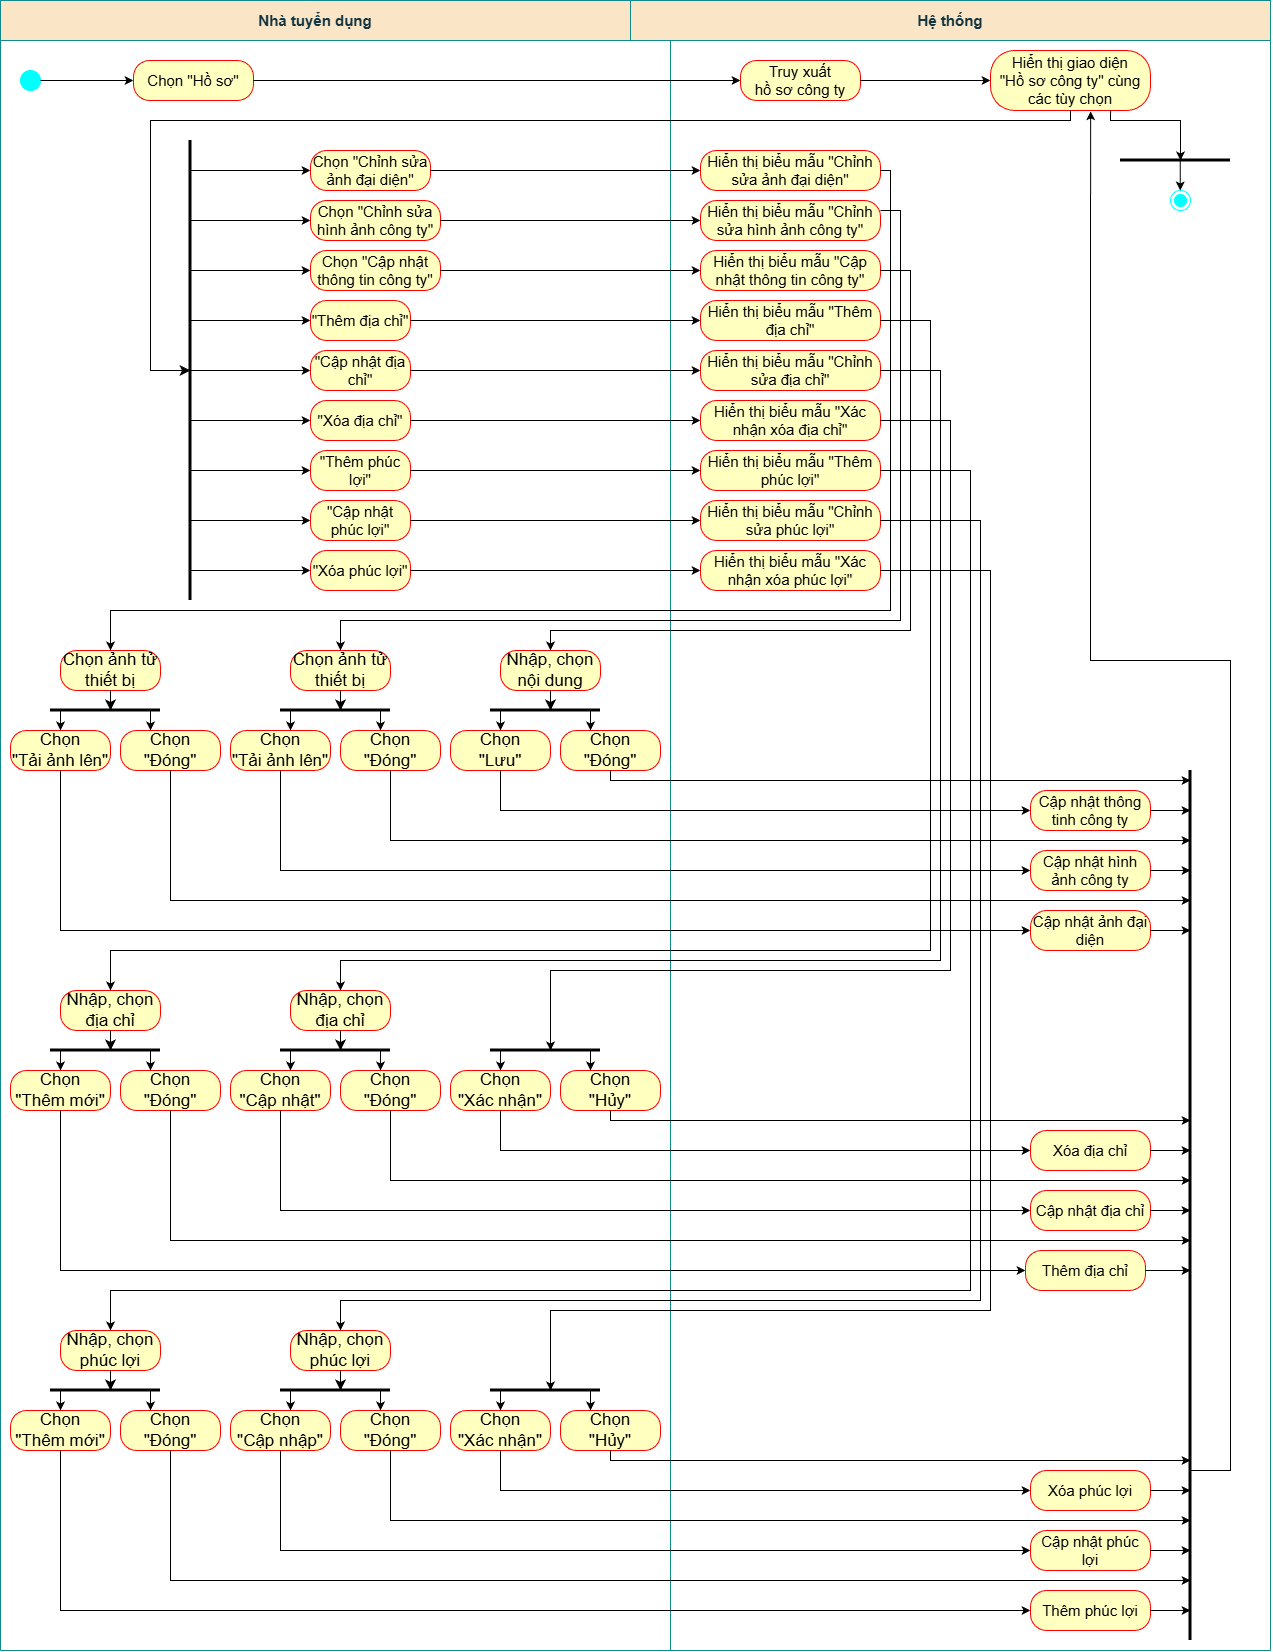 Nhà tuyển dụng
Hệ thống
Chọn "Hồ sơ"
Truy xuất
hồ sơ công ty
Hiển thị giao diện
"Hồ sơ công ty" cùng
các tùy chọn
Chọn "Chỉnh sửa
ảnh đại diện"
Hiển thị biểu mẫu "Chỉnh
sửa ảnh đại diện"
Chọn "Chỉnh sửa
hình ảnh công ty"
Hiển thị biểu mẫu "Chỉnh
sửa hình ảnh công ty"
Chọn "Cập nhật
thông tin công ty"
Hiển thị biểu mẫu "Cập
nhật thông tin công ty"
"Thêm địa chỉ"
Hiển thị biểu mẫu "Thêm
địa chỉ"
"Cập nhật địa
chỉ"
Hiển thị biểu mẫu "Chỉnh
sửa địa chỉ"
"Xóa địa chỉ"
Hiển thị biểu mẫu "Xác
nhận xóa địa chỉ"
"Thêm phúc
lợi"
Hiển thị biểu mẫu "Thêm
phúc lợi"
"Cập nhật
phúc lợi"
Hiển thị biểu mẫu "Chỉnh
sửa phúc lợi"
"Xóa phúc lợi"
Hiển thị biểu mẫu "Xác
nhận xóa phúc lợi"
Chọn ảnh từ
thiết bị
Chọn ảnh từ
thiết bị
Nhập, chọn
nội dung
Chọn
"Tải ảnh lên"
Chọn
"Đóng"
Chọn
"Tải ảnh lên"
Chọn
"Đóng"
Chọn
"Lưu"
Chọn
"Đóng"
Cập nhật thông
tinh công ty
Cập nhật hình
ảnh công ty
Cập nhật ảnh đại
diện
Nhập, chọn
địa chỉ
Nhập, chọn
địa chỉ
Chọn
"Thêm mới"
Chọn
"Đóng"
Chọn
"Cập nhật"
Chọn
"Đóng"
Chọn
"Xác nhận"
Chọn
"Hủy"
Xóa địa chỉ
Cập nhật địa chỉ
Thêm địa chỉ
Nhập, chọn
phúc lợi
Nhập, chọn
phúc lợi
Chọn
"Thêm mới"
Chọn
"Đóng"
Chọn
"Cập nhập"
Chọn
"Đóng"
Chọn
"Xác nhận"
Chọn
"Hủy"
Xóa phúc lợi
Cập nhật phúc
lợi
Thêm phúc lợi